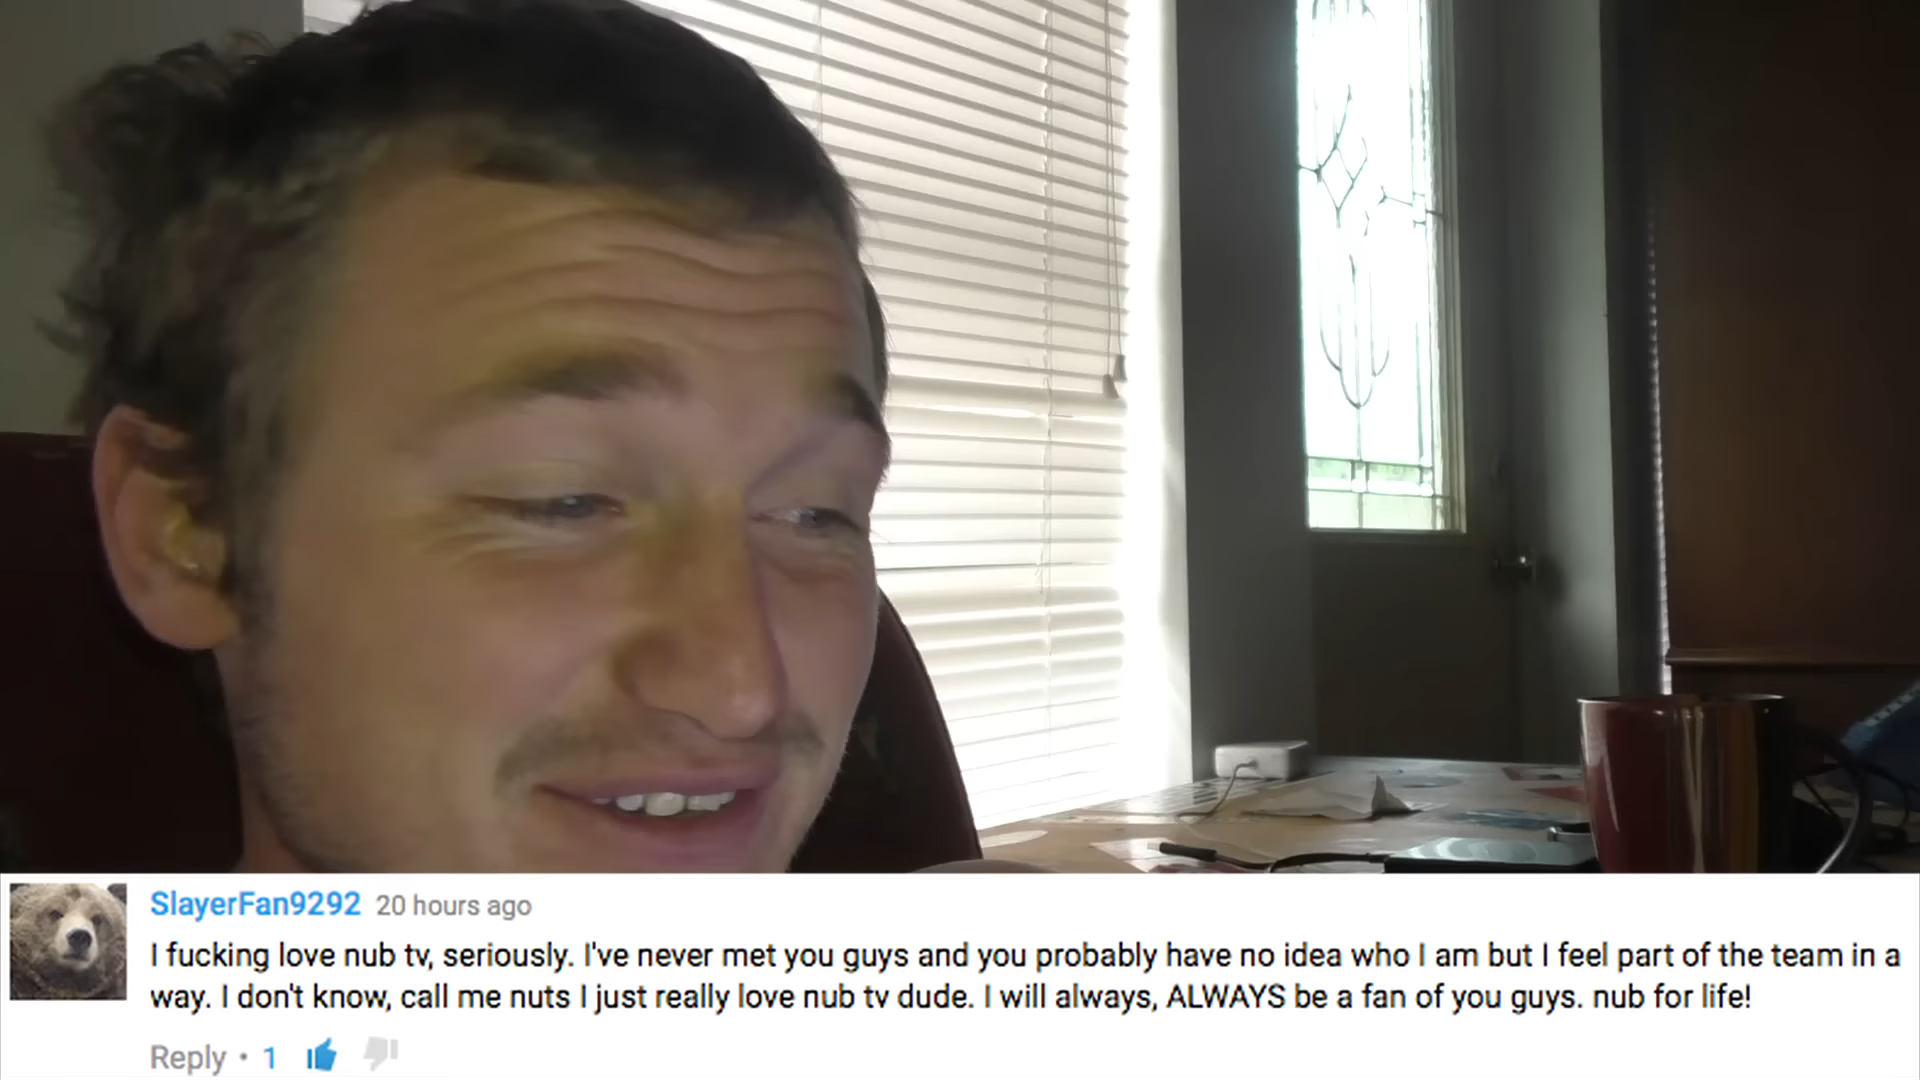 SlayerFan9292 20 hours ago
I fucking love nub tv, seriously. I've never met you guys and you probably have no idea who I am but I feel part of the team in a
way. I don't know, call me nuts I just really love nub tv dude. I will always, ALWAYS be a fan of you guys. nub for life!
Reply • 1